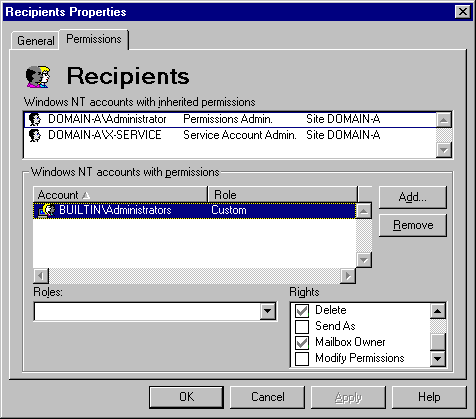 Recipients Properties
General Permissions
Recipients
Windows NT accounts with inherited permissions
DOMAIN-A\Administrator Permissions Admin. Site DOMAIN-A
DOMAIN-A\X-SERVICE Service Account Admin. Site DOMAIN-A
Windows NT accounts with permissions
Account Role
BUILTIN\Administrators Custom
Add...
Remove
Roles:
Rights
Delete
Send As
Mailbox Owner
Modify Permissions
OK Cancel Apply Help